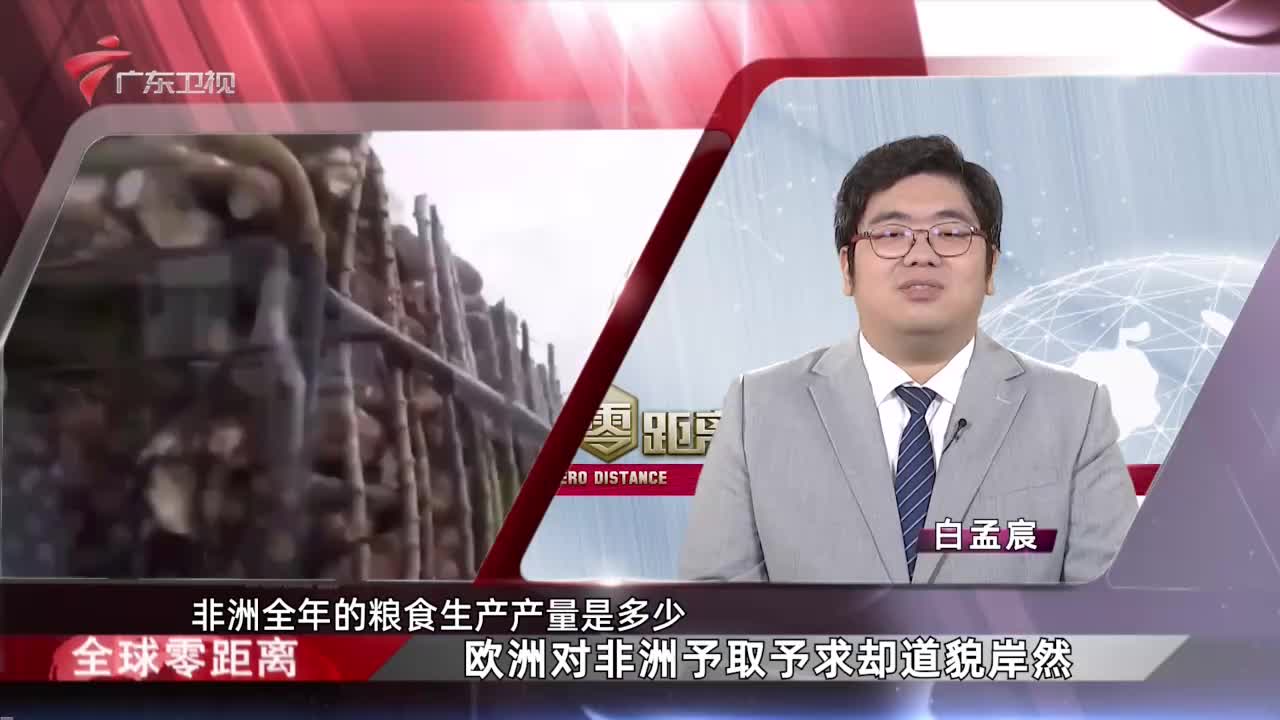 广东卫视
零距离
ERO DISTANCE
白孟宸
非洲全年的粮食生产产量是多少
全球零距离
欧洲对非洲予取予求却道貌岸然